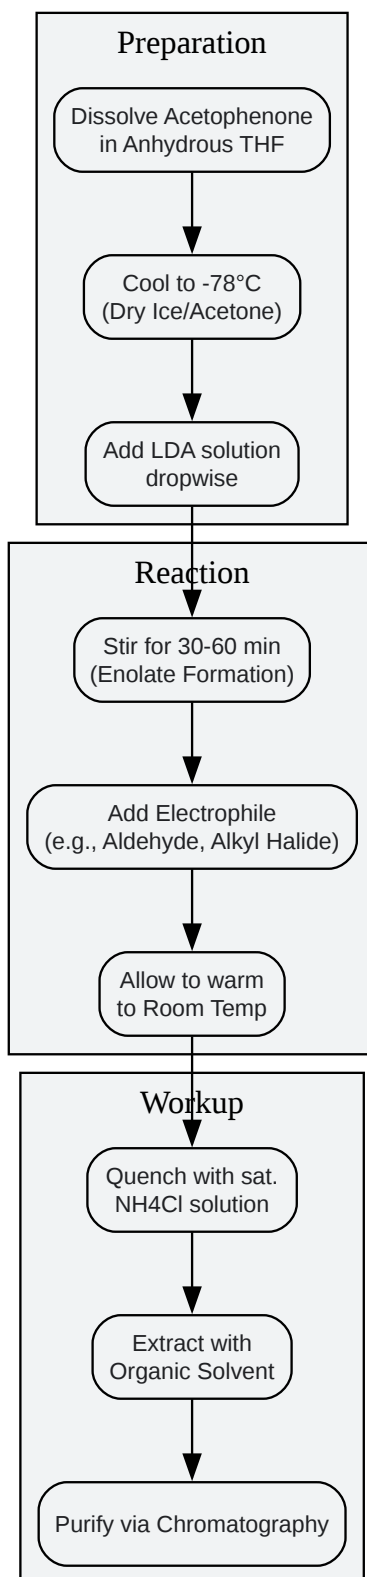 Preparation
Dissolve Acetophenone
in Anhydrous THF
Cool to -78°C
(Dry Ice/Acetone)
Add LDA solution
dropwise
Reaction
Stir for 30-60 min
(Enolate Formation)
Add Electrophile
(e.g., Aldehyde, Alkyl Halide)
Allow to warm
to Room Temp
Workup
Quench with sat.
NH4Cl solution
Extract with
Organic Solvent
Purify via Chromatography